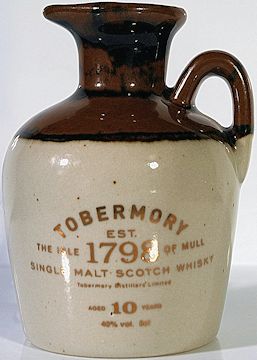 TOBERMORY
EST.
THE ISLE 1798 OF MULL
SINGLE MALT · SCOTCH WHISKY
Tobermory Distillers Limited
AGED 10 YEARS
40% vol. 5cl